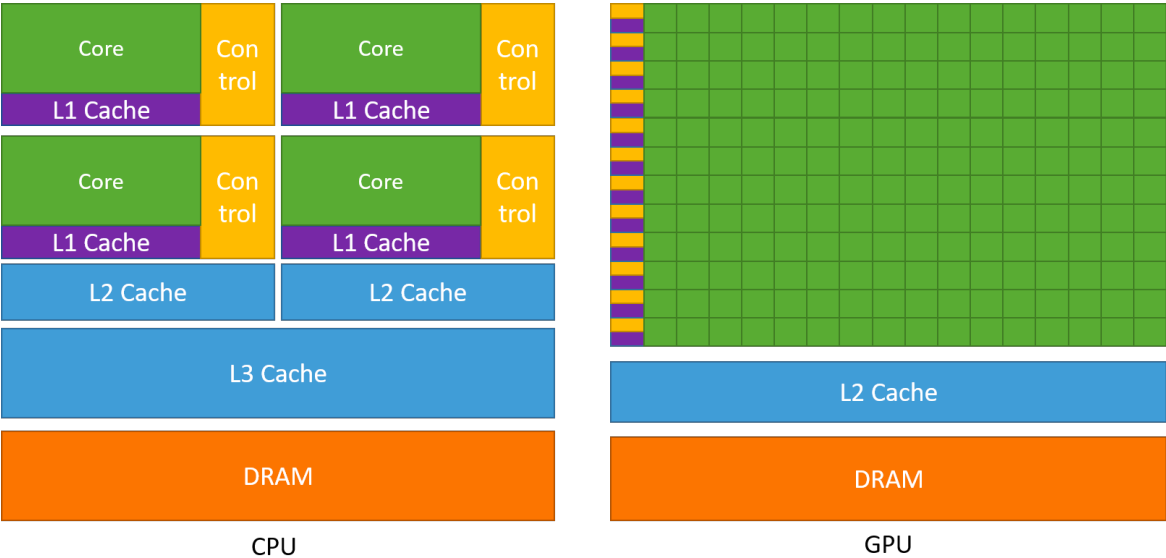 Core
Con
trol
L1 Cache
Core
Con
trol
L1 Cache
Core
Con
trol
L1 Cache
Core
Con
trol
L1 Cache
L2 Cache
L2 Cache
L3 Cache
DRAM
CPU
L2 Cache
DRAM
GPU